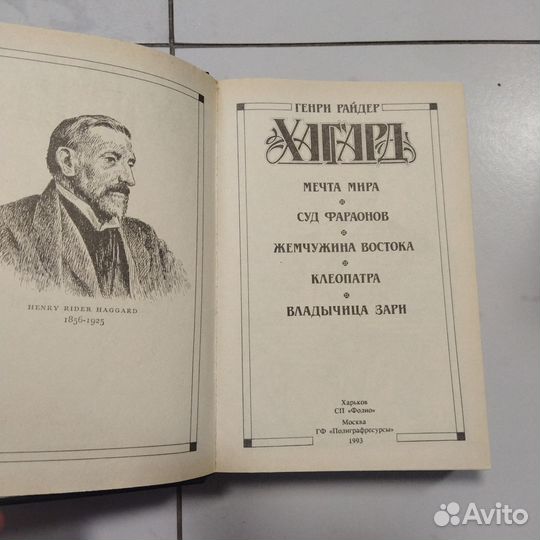 HENRY RIDER HAGGARD
1856-1925
ГЕНРИ РАЙДЕР
ХАГГАРД
МЕЧТА МИРА
СУД ФАРАОНОВ
ЖЕМЧУЖИНА ВОСТОКА
КЛЕОПАТРА
ВЛАДЫЧИЦА ЗАРИ
Харьков
СП «Фолио»
Москва
ГФ «Полиграфресурсы»
1993
Avito